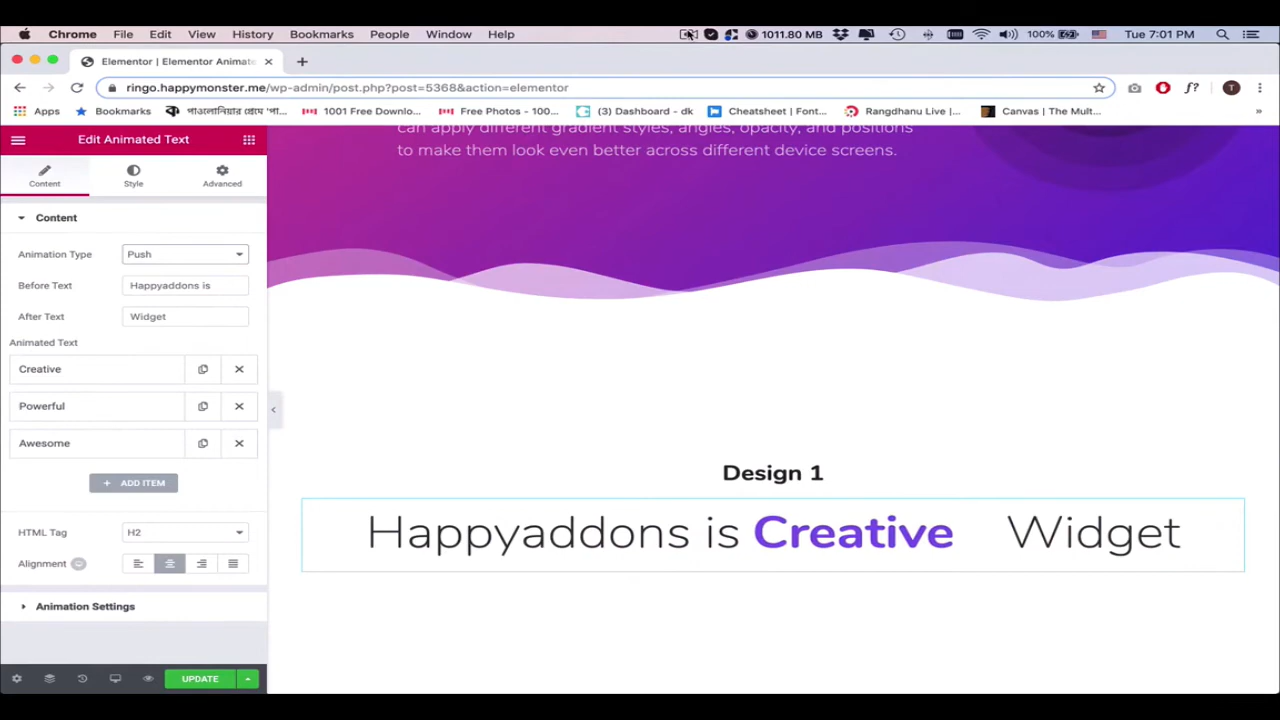 Chrome File Edit View History Bookmarks People Window Help 1011.80 MB 100% Tue 7:01 PM
Elementor | Elementor Animate
ringo.happymonster.me/wp-admin/post.php?post=5368&action=elementor f? T
Apps Bookmarks পাওলোনিয়ার প্রেমে 'প... 1001 Free Downlo... Free Photos - 100... (3) Dashboard - dk Cheatsheet | Font... Rangdhanu Live |... Canvas | The Mult... »
Edit Animated Text
Content Style Advanced
Content
Animation Type Push
Before Text Happyaddons is
After Text Widget
Animated Text
Creative
Powerful
Awesome
+ ADD ITEM
HTML Tag H2
Alignment
Animation Settings
UPDATE
can apply different gradient styles, angles, opacity, and positions
to make them look even better across different device screens.
Design 1
Happyaddons is Creative Widget